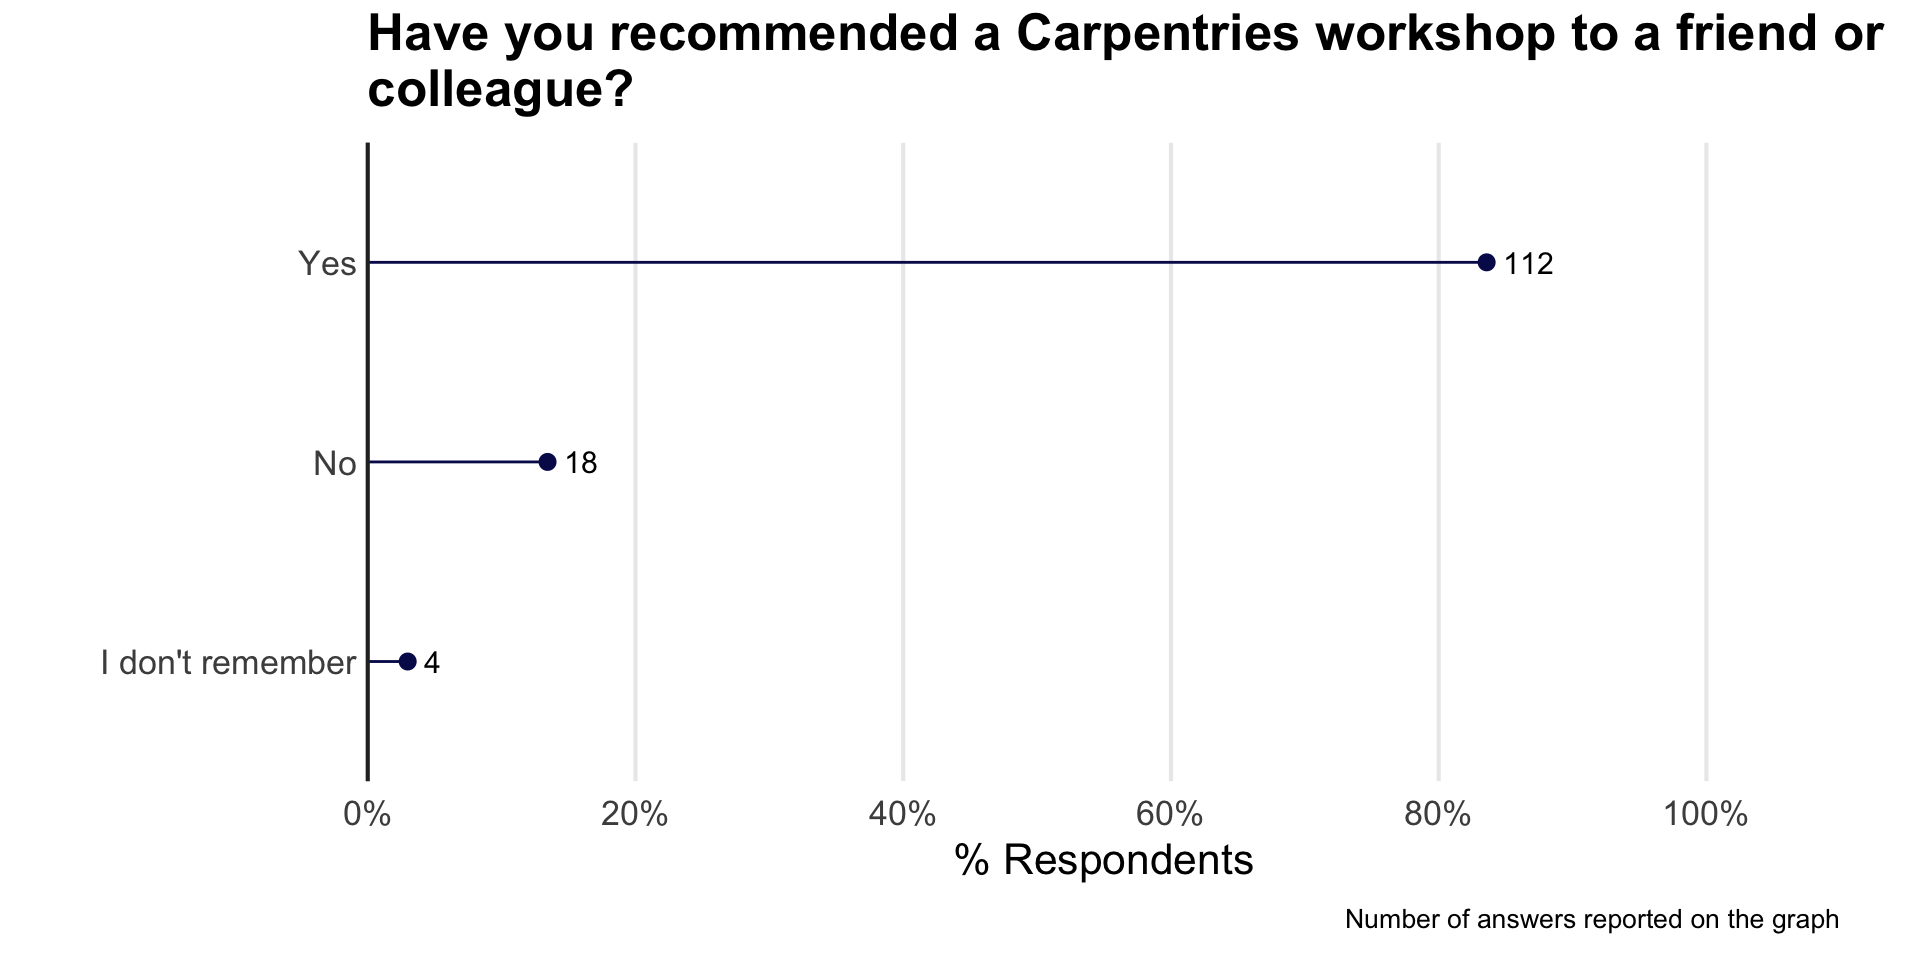 Have you recommended a Carpentries workshop to a friend or
colleague?
Yes
112
No
18
I don't remember
4
0%
20%
40%
60%
80%
100%
% Respondents
Number of answers reported on the graph